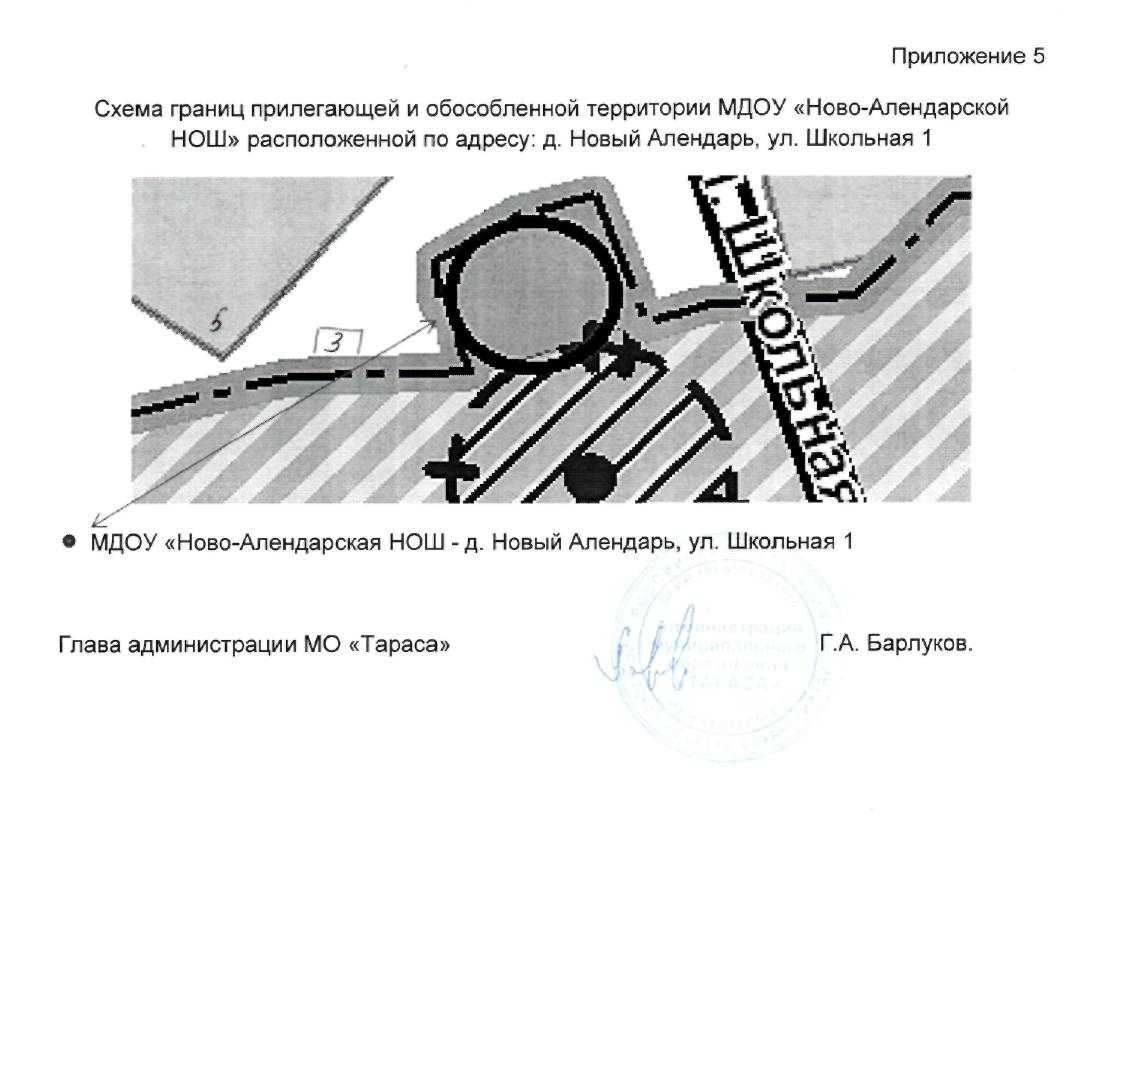 Приложение 5
Схема границ прилегающей и обособленной территории МДОУ «Ново-Алендарской
НОШ» расположенной по адресу: д. Новый Алендарь, ул. Школьная 1
Школьная
5
3
МДОУ «Ново-Алендарская НОШ - д. Новый Алендарь, ул. Школьная 1
Глава администрации МО «Тараса»
Г.А. Барлуков.
Администрация
муниципального
образования
«ТАРАСА»